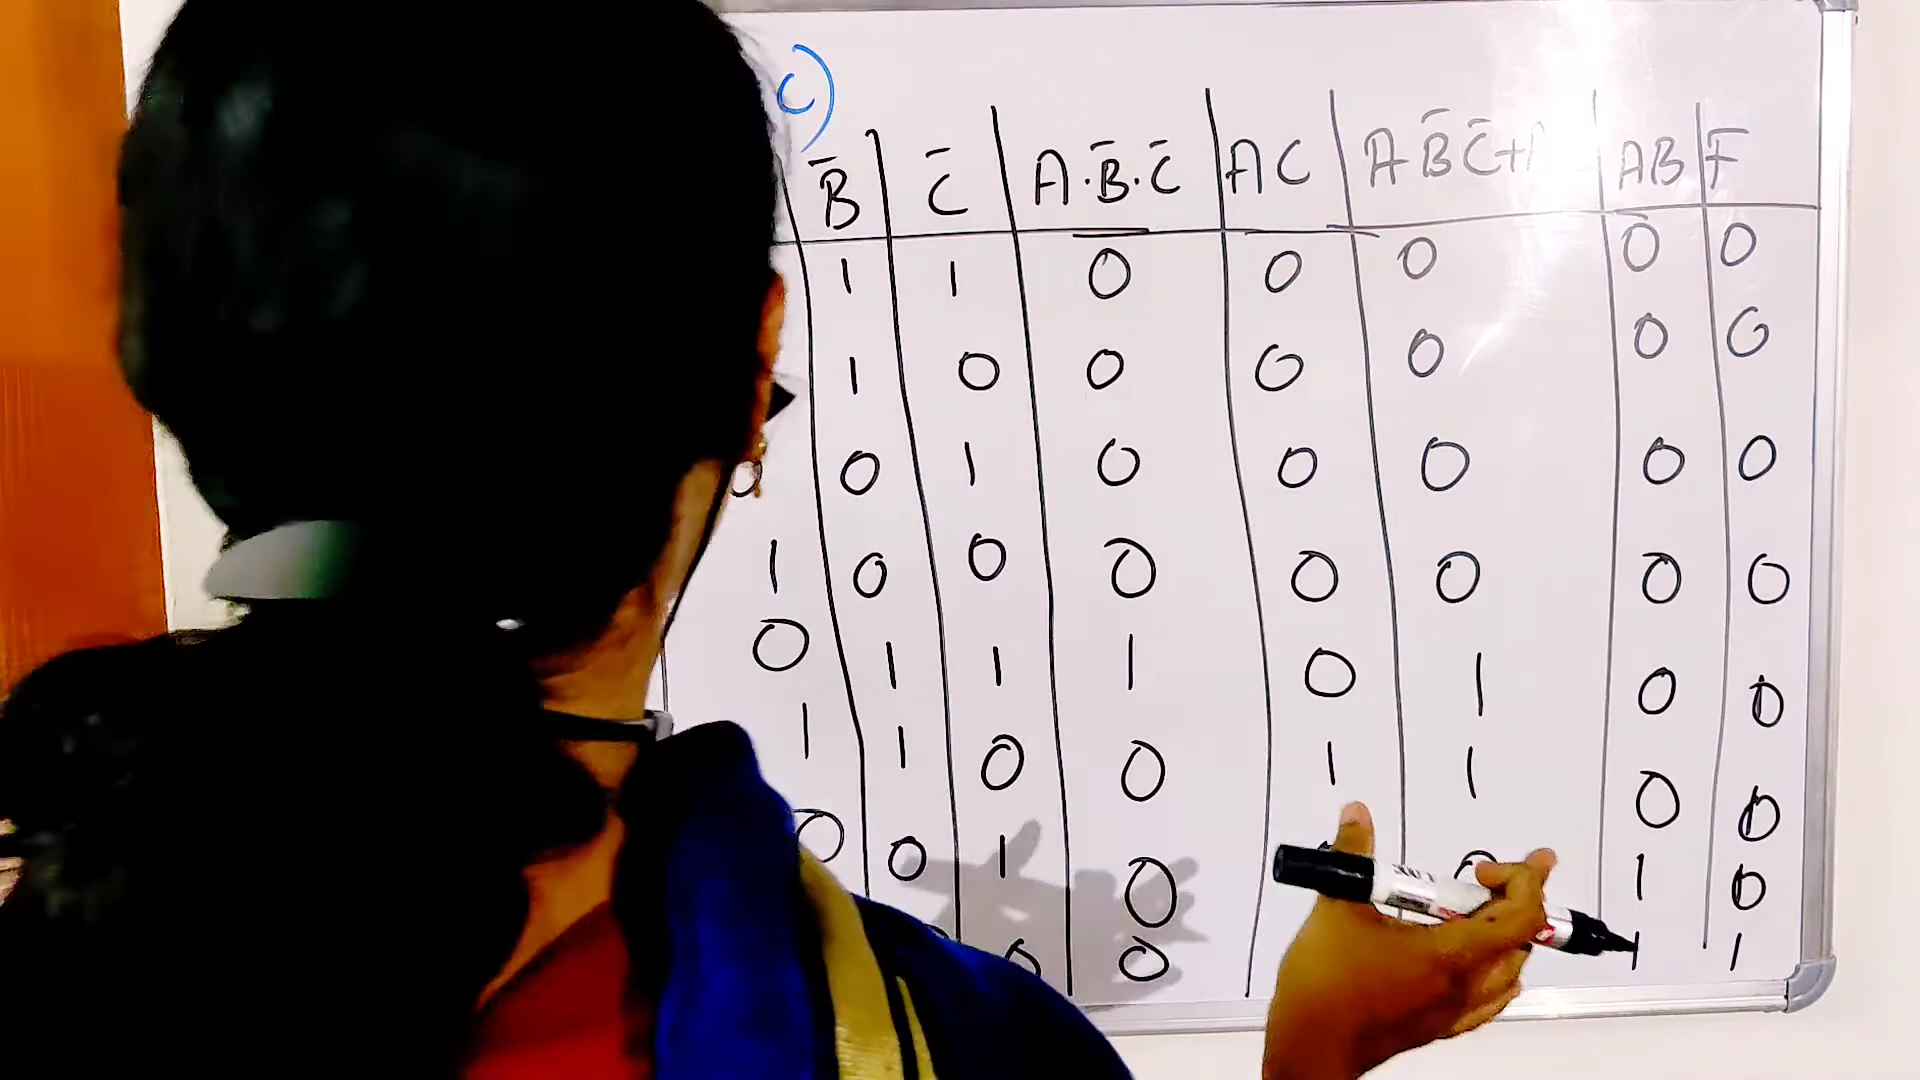 C)
B̄ C̄ A·B̄·C̄ AC AB̄C̄+ AB F
1 1 0 0 0 0 0
1 0 0 0 0 0 0
0 0 1 0 0 0 0 0
1 0 0 0 0 0 0 0
0 1 1 1 0 1 0 0
1 1 0 0 1 1 0 0
0 0 1 0 0 1 0
0 0 1 1